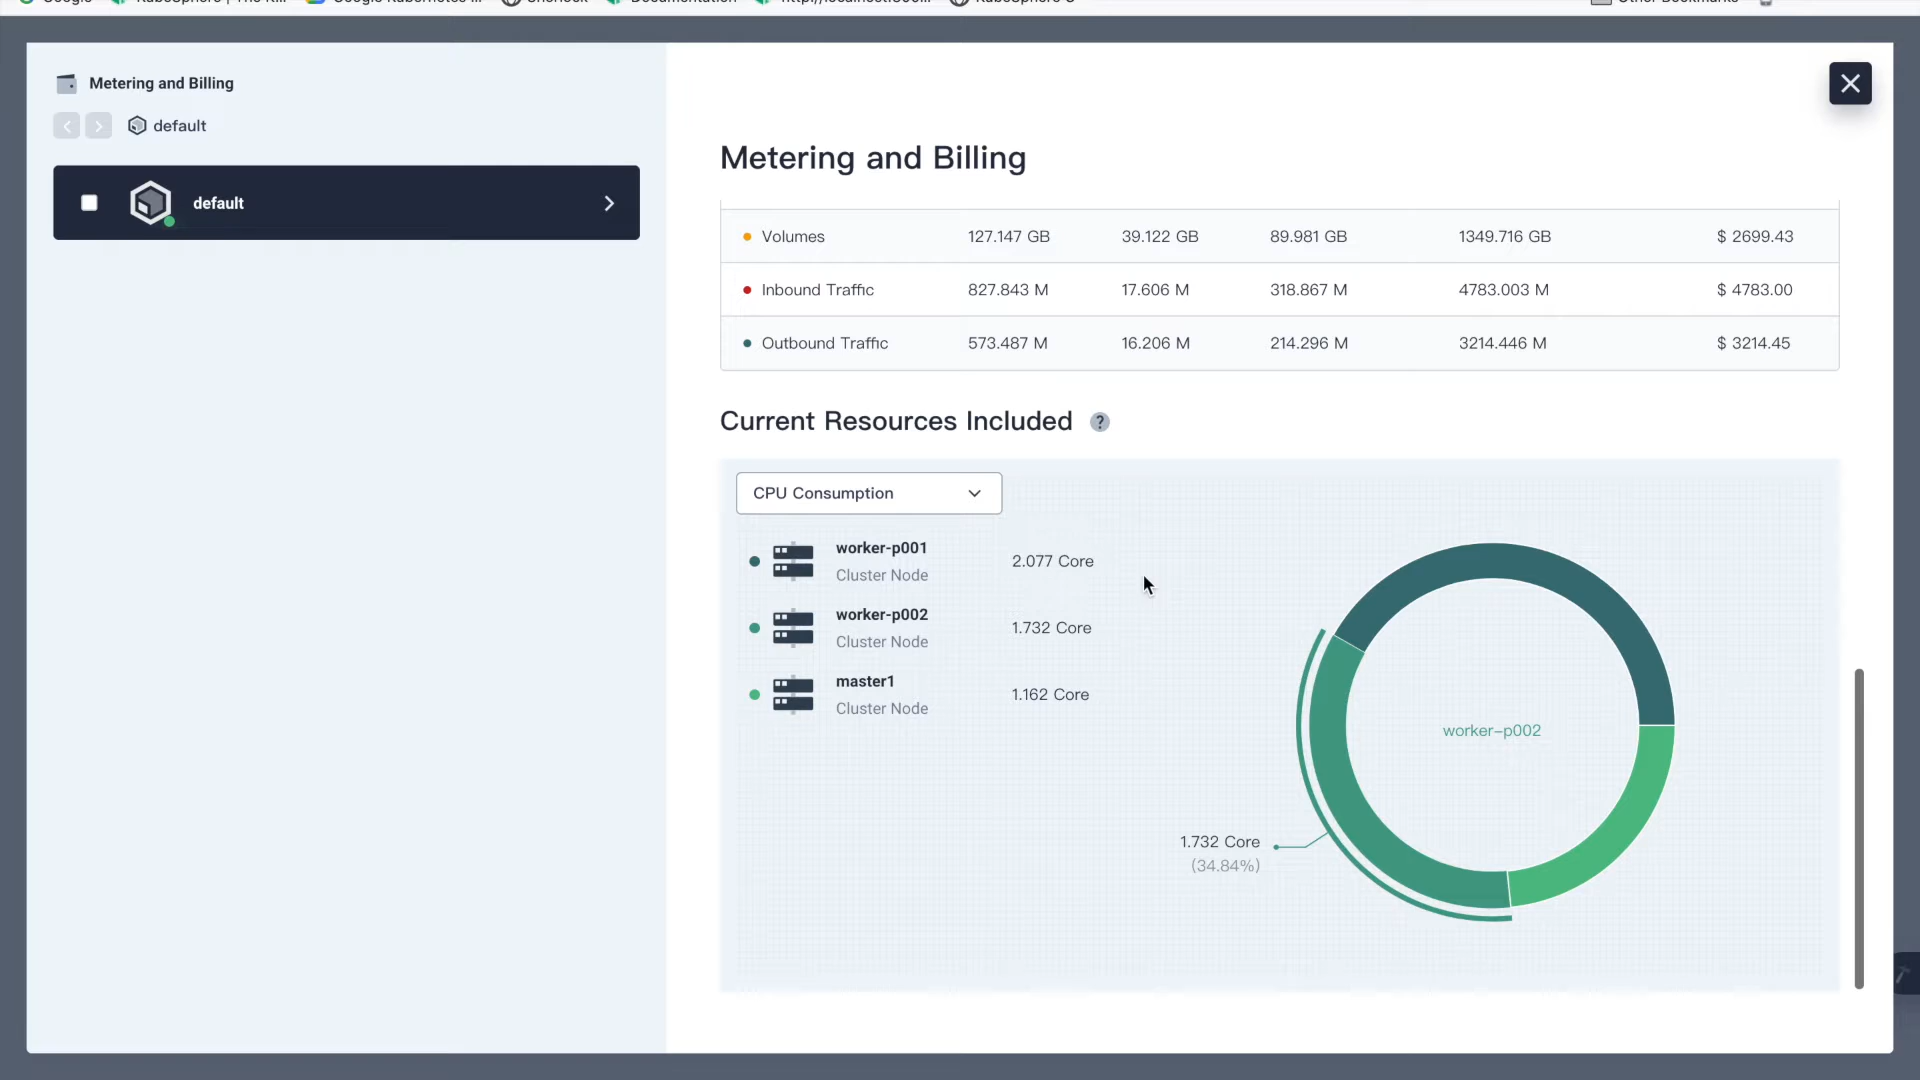 Metering and Billing
default
default
Metering and Billing
Volumes 127.147 GB 39.122 GB 89.981 GB 1349.716 GB $ 2699.43
Inbound Traffic 827.843 M 17.606 M 318.867 M 4783.003 M $ 4783.00
Outbound Traffic 573.487 M 16.206 M 214.296 M 3214.446 M $ 3214.45
Current Resources Included ?
CPU Consumption
worker-p001
Cluster Node
2.077 Core
worker-p002
Cluster Node
1.732 Core
master1
Cluster Node
1.162 Core
worker-p002
1.732 Core
(34.84%)